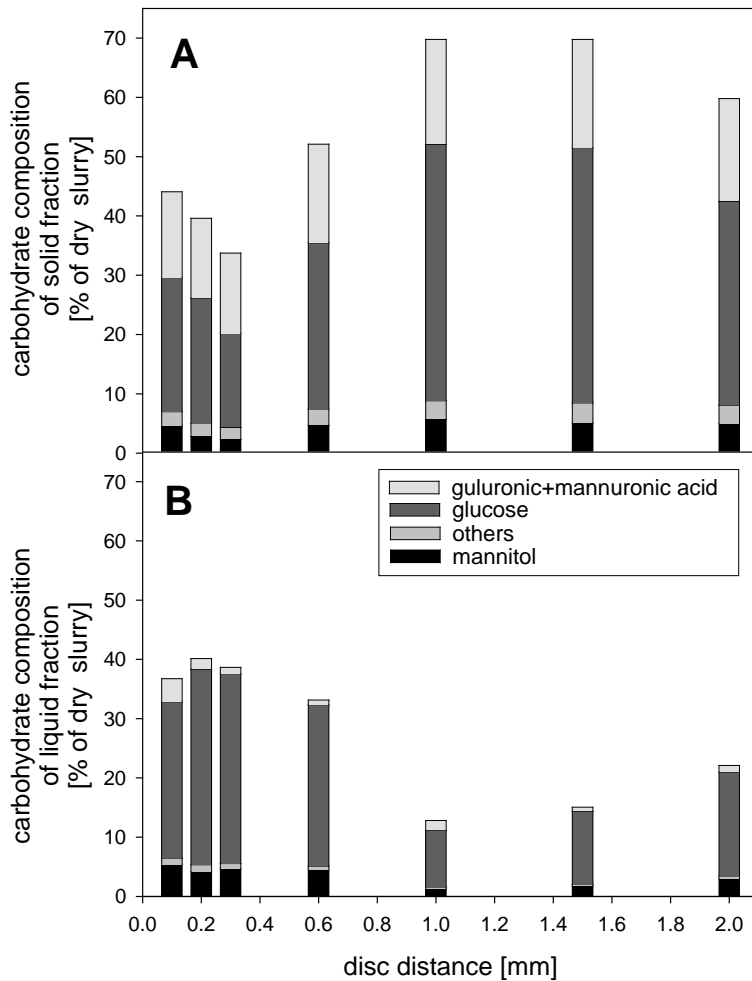 A
carbohydrate composition
of solid fraction
[% of dry slurry]
70
60
50
40
30
20
10
0
B
carbohydrate composition
of liquid fraction
[% of dry slurry]
70
60
50
40
30
20
10
0
guluronic+mannuronic acid
glucose
others
mannitol
0.0 0.2 0.4 0.6 0.8 1.0 1.2 1.4 1.6 1.8 2.0
disc distance [mm]